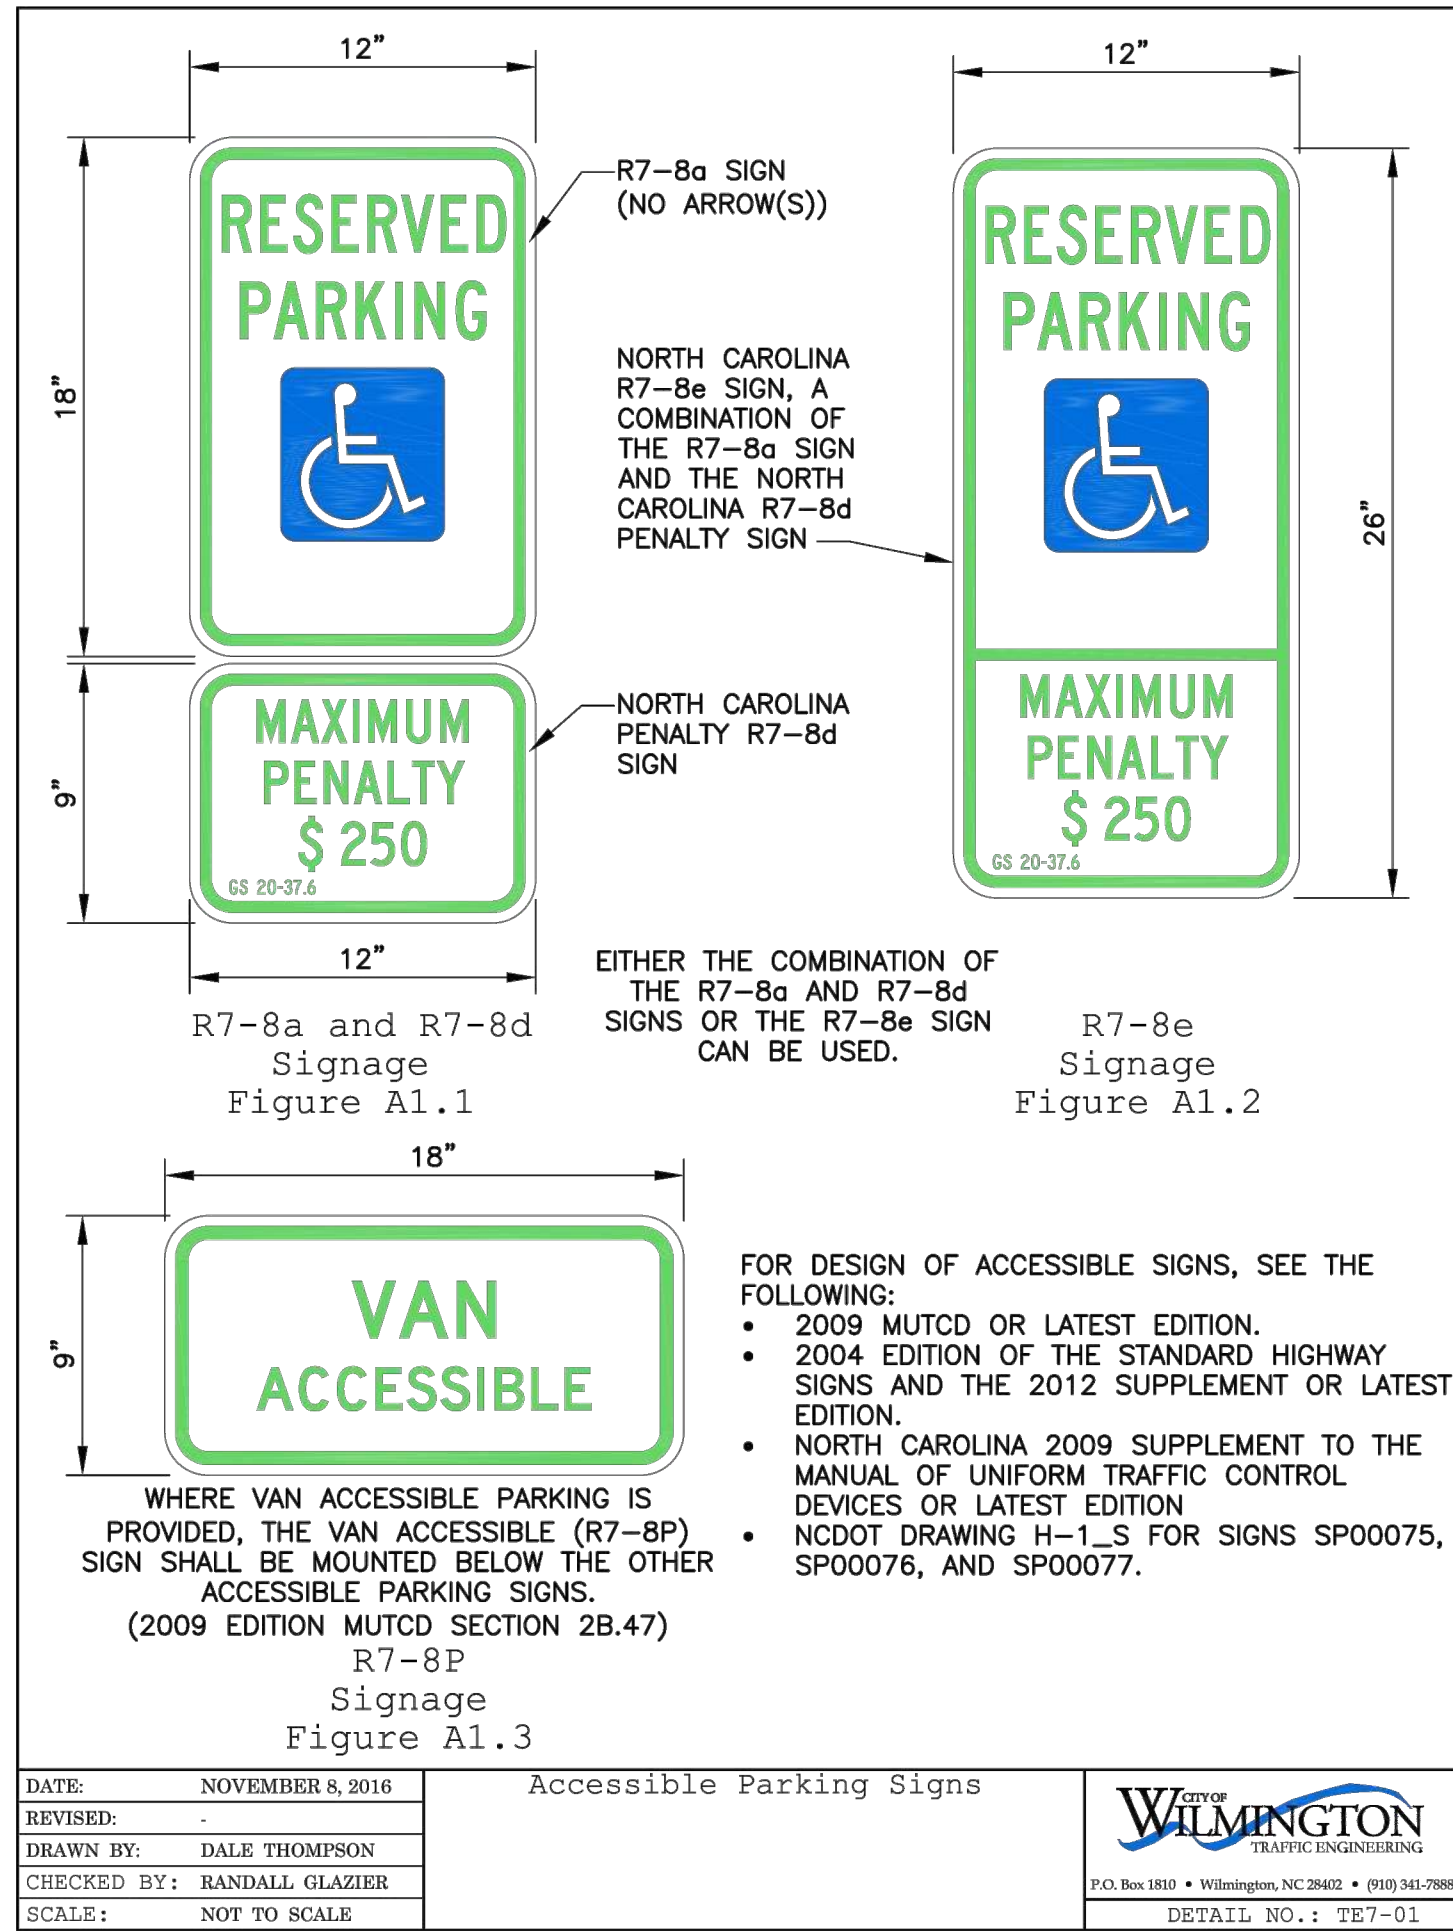 12"
18"
RESERVED
PARKING
R7-8a SIGN
(NO ARROW(S))
9"
MAXIMUM
PENALTY
$ 250
GS 20-37.6
NORTH CAROLINA
PENALTY R7-8d
SIGN
12"
R7-8a and R7-8d
Signage
Figure A1.1
NORTH CAROLINA
R7-8e SIGN, A
COMBINATION OF
THE R7-8a SIGN
AND THE NORTH
CAROLINA R7-8d
PENALTY SIGN
12"
26"
RESERVED
PARKING
MAXIMUM
PENALTY
$ 250
GS 20-37.6
EITHER THE COMBINATION OF
THE R7-8a AND R7-8d
SIGNS OR THE R7-8e SIGN
CAN BE USED.
R7-8e
Signage
Figure A1.2
18"
9"
VAN
ACCESSIBLE
WHERE VAN ACCESSIBLE PARKING IS
PROVIDED, THE VAN ACCESSIBLE (R7-8P)
SIGN SHALL BE MOUNTED BELOW THE OTHER
ACCESSIBLE PARKING SIGNS.
(2009 EDITION MUTCD SECTION 2B.47)
R7-8P
Signage
Figure A1.3
FOR DESIGN OF ACCESSIBLE SIGNS, SEE THE
FOLLOWING:
• 2009 MUTCD OR LATEST EDITION.
• 2004 EDITION OF THE STANDARD HIGHWAY
SIGNS AND THE 2012 SUPPLEMENT OR LATEST
EDITION.
• NORTH CAROLINA 2009 SUPPLEMENT TO THE
MANUAL OF UNIFORM TRAFFIC CONTROL
DEVICES OR LATEST EDITION
• NCDOT DRAWING H-1_S FOR SIGNS SP00075,
SP00076, AND SP00077.
DATE: NOVEMBER 8, 2016
REVISED: -
DRAWN BY: DALE THOMPSON
CHECKED BY: RANDALL GLAZIER
SCALE: NOT TO SCALE
Accessible Parking Signs
CITY OF
WILMINGTON
TRAFFIC ENGINEERING
P.O. Box 1810 • Wilmington, NC 28402 • (910) 341-7888
DETAIL NO.: TE7-01